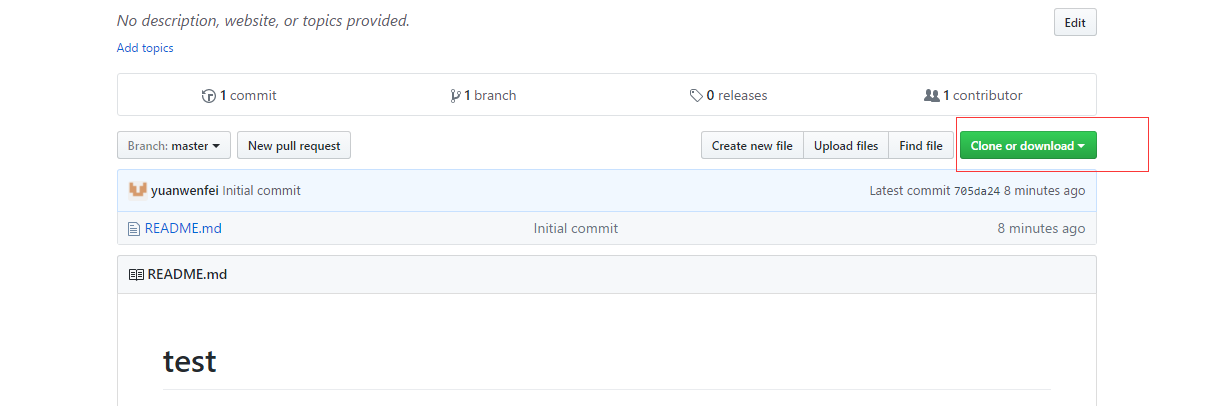 No description, website, or topics provided.
Edit
Add topics
1 commit 1 branch 0 releases 1 contributor
Branch: master New pull request Create new file Upload files Find file Clone or download
yuanwenfei Initial commit Latest commit 705da24 8 minutes ago
README.md Initial commit 8 minutes ago
README.md
test